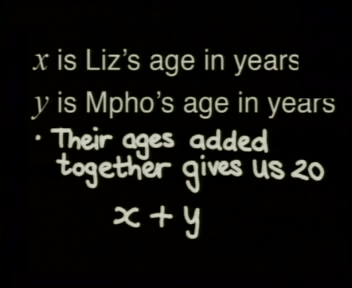 x is Liz's age in years
y is Mpho's age in years
· Their ages added
together gives us 20
x + y